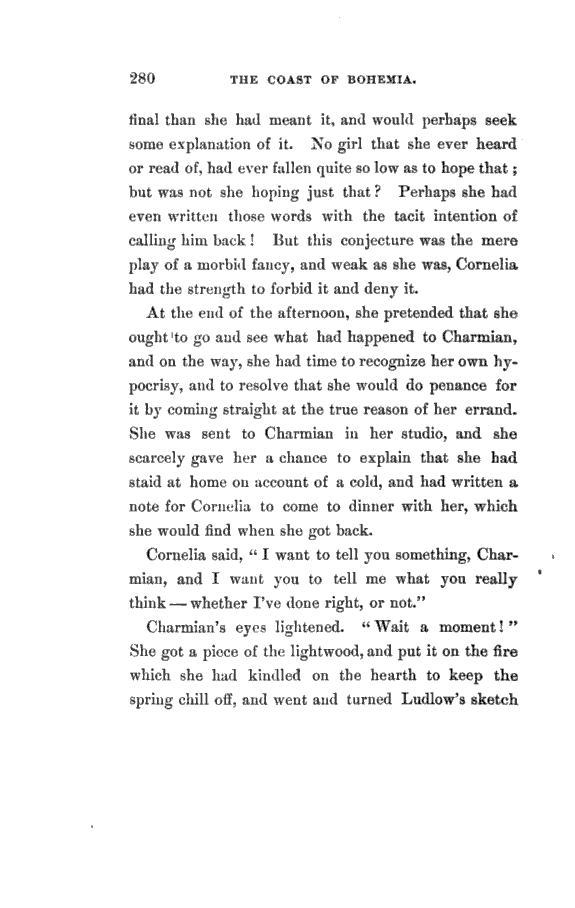 280 THE COAST OF BOHEMIA.
final than she had meant it, and would perhaps seek
some explanation of it. No girl that she ever heard
or read of, had ever fallen quite so low as to hope that ;
but was not she hoping just that? Perhaps she had
even written those words with the tacit intention of
calling him back! But this conjecture was the mere
play of a morbid fancy, and weak as she was, Cornelia
had the strength to forbid it and deny it.
At the end of the afternoon, she pretended that she
ought to go and see what had happened to Charmian,
and on the way, she had time to recognize her own hy-
pocrisy, and to resolve that she would do penance for
it by coming straight at the true reason of her errand.
She was sent to Charmian in her studio, and she
scarcely gave her a chance to explain that she had
staid at home on account of a cold, and had written a
note for Cornelia to come to dinner with her, which
she would find when she got back.
Cornelia said, "I want to tell you something, Char-
mian, and I want you to tell me what you really
think — whether I've done right, or not."
Charmian's eyes lightened. "Wait a moment!"
She got a piece of the lightwood, and put it on the fire
which she had kindled on the hearth to keep the
spring chill off, and went and turned Ludlow's sketch